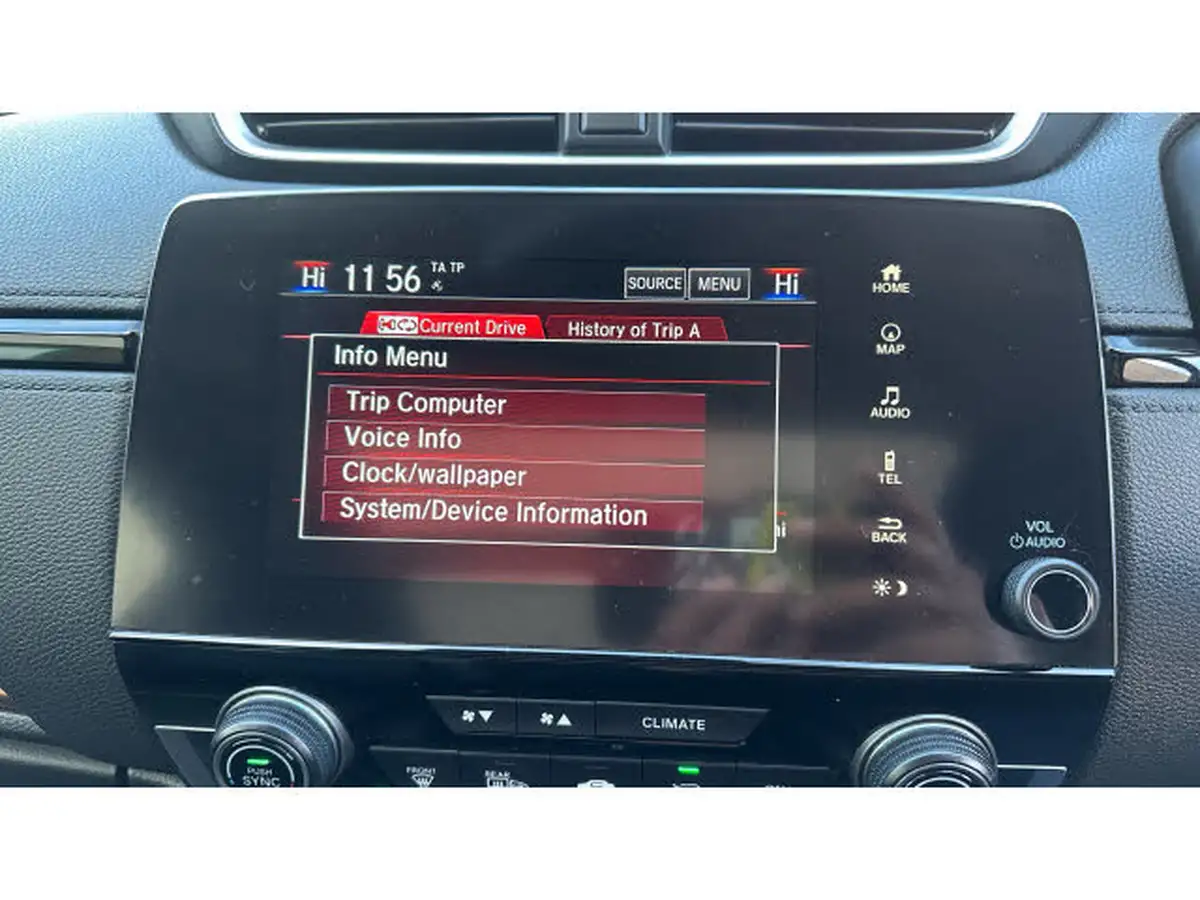 Hi 11 56 TA TP SOURCE MENU Hi
Current Drive History of Trip A
Info Menu
Trip Computer
Voice Info
Clock/wallpaper
System/Device Information
HOME
MAP
AUDIO
TEL
BACK
VOL
AUDIO
CLIMATE
PUSH
SYNC
FRONT
REAR